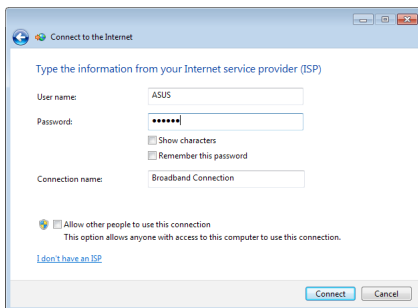 Connect to the Internet
Type the information from your Internet service provider (ISP)
User name: ASUS
Password: ••••••
Show characters
Remember this password
Connection name: Broadband Connection
Allow other people to use this connection
This option allows anyone with access to this computer to use this connection.
I don't have an ISP
Connect Cancel